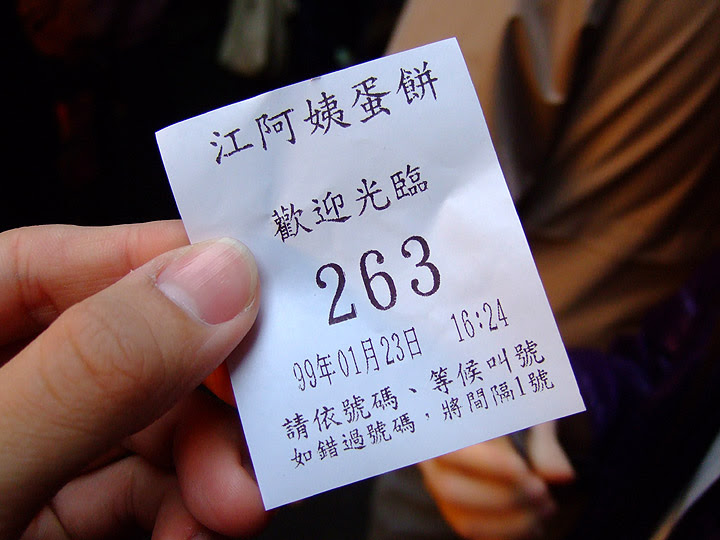 江阿姨蛋餅
歡迎光臨
263
99年01月23日 16:24
請依號碼、等候叫號
如錯過號碼，將間隔1號